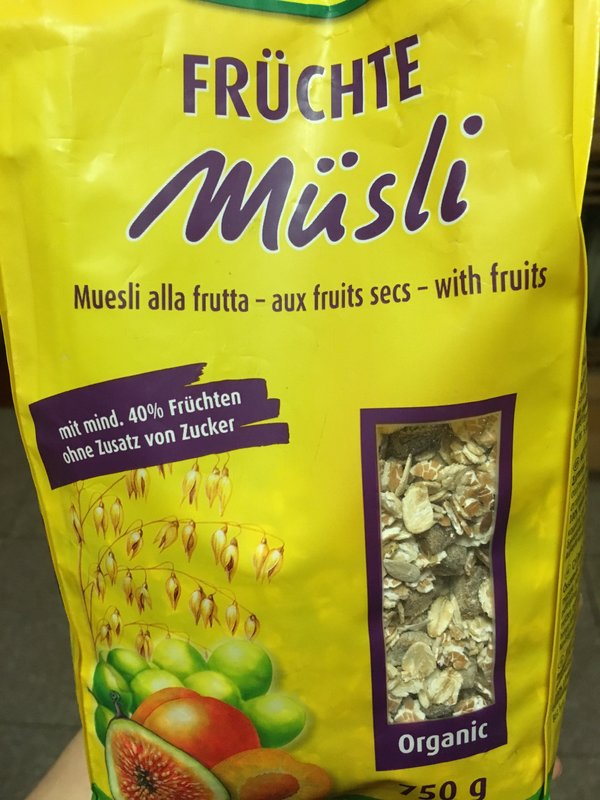 FRÜCHTE
Müsli
Muesli alla frutta - aux fruits secs - with fruits
mit mind. 40% Früchten
ohne Zusatz von Zucker
Organic
750 g